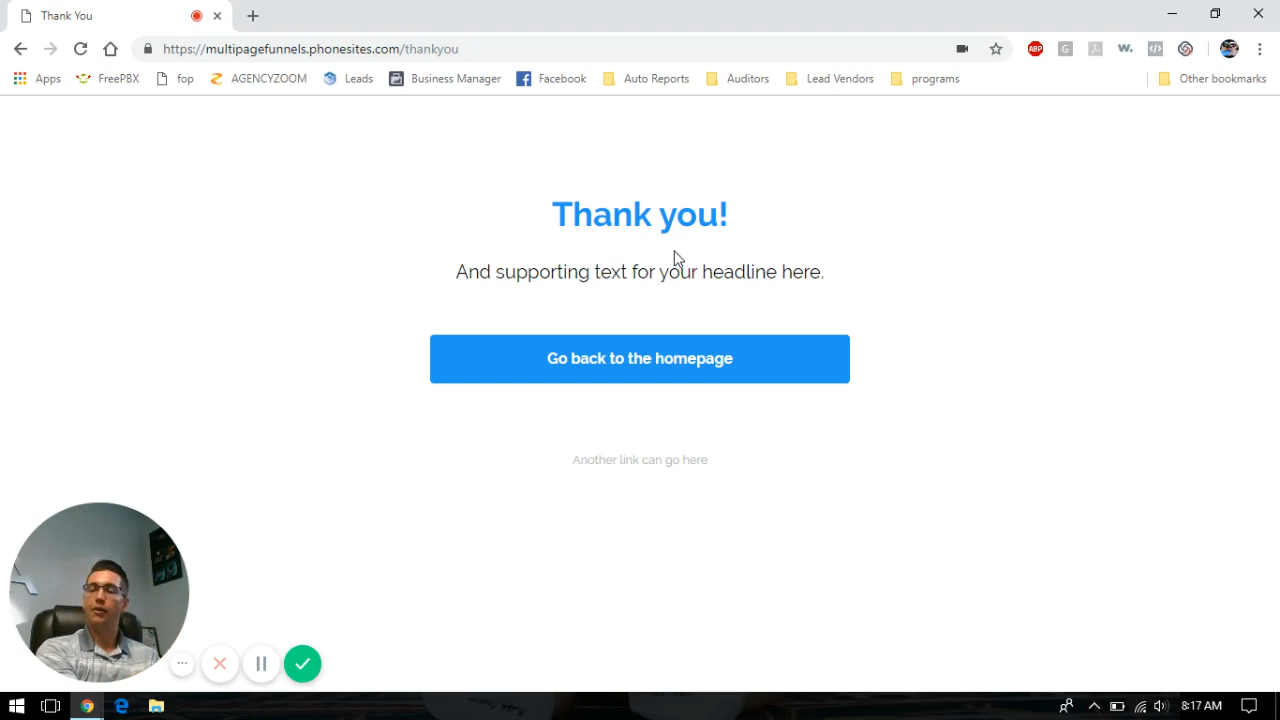 Thank You
https://multipagefunnels.phonesites.com/thankyou
ABP
G
W.
Apps
FreePBX
fop
AGENCYZOOM
Leads
Business Manager
Facebook
Auto Reports
Auditors
Lead Vendors
programs
Other bookmarks
Thank you!
And supporting text for your headline here.
Go back to the homepage
Another link can go here
8:17 AM